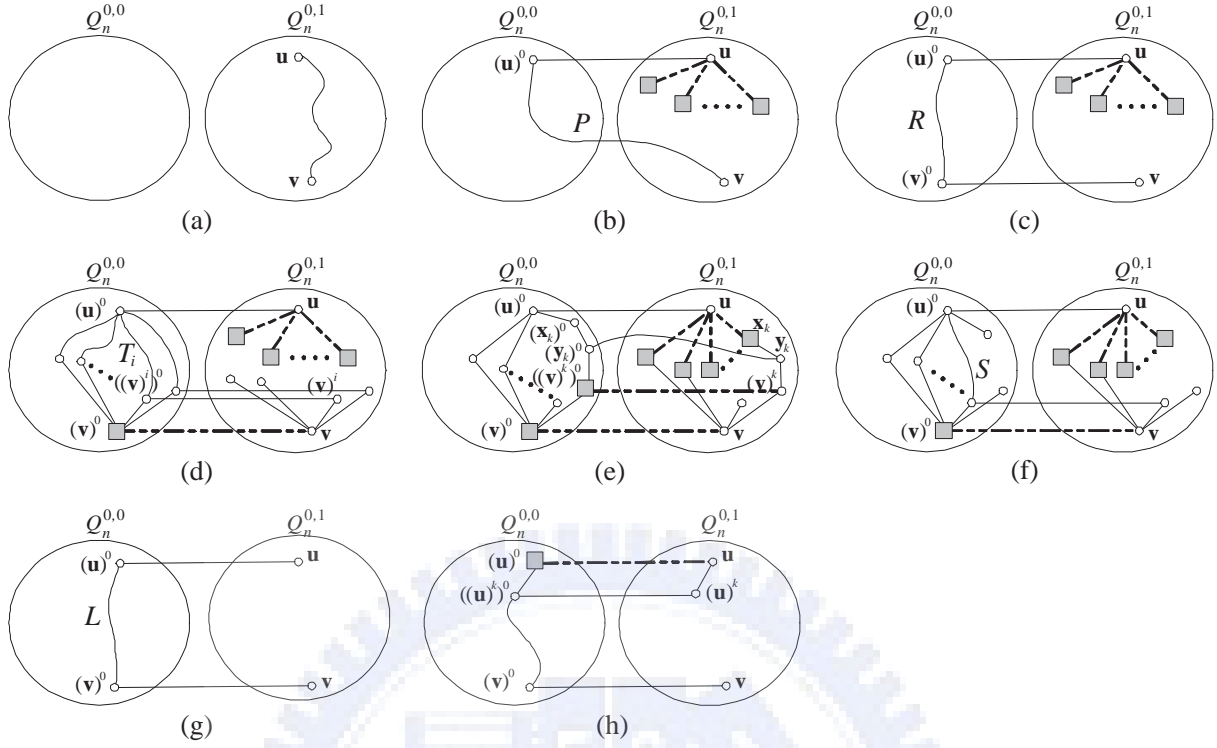 Q_n^{0,0} Q_n^{0,1} Q_n^{0,0} Q_n^{0,1} Q_n^{0,0} Q_n^{0,1}
u (u)^0 u (u)^0 u
P R
v v (v)^0 v
(a) (b) (c)
Q_n^{0,0} Q_n^{0,1} Q_n^{0,0} Q_n^{0,1} Q_n^{0,0} Q_n^{0,1}
(u)^0 u (u)^0 u (u)^0 u
(x_k)^0 x_k
T_i (y_k)^0 y_k
((v)^i)^0 (v)^i ((v)^k)^0 (v)^k S
(v)^0 v (v)^0 v (v)^0 v
(d) (e) (f)
Q_n^{0,0} Q_n^{0,1} Q_n^{0,0} Q_n^{0,1}
(u)^0 u (u)^0 u
L ((u)^k)^0 (u)^k
(v)^0 v (v)^0 v
(g) (h)